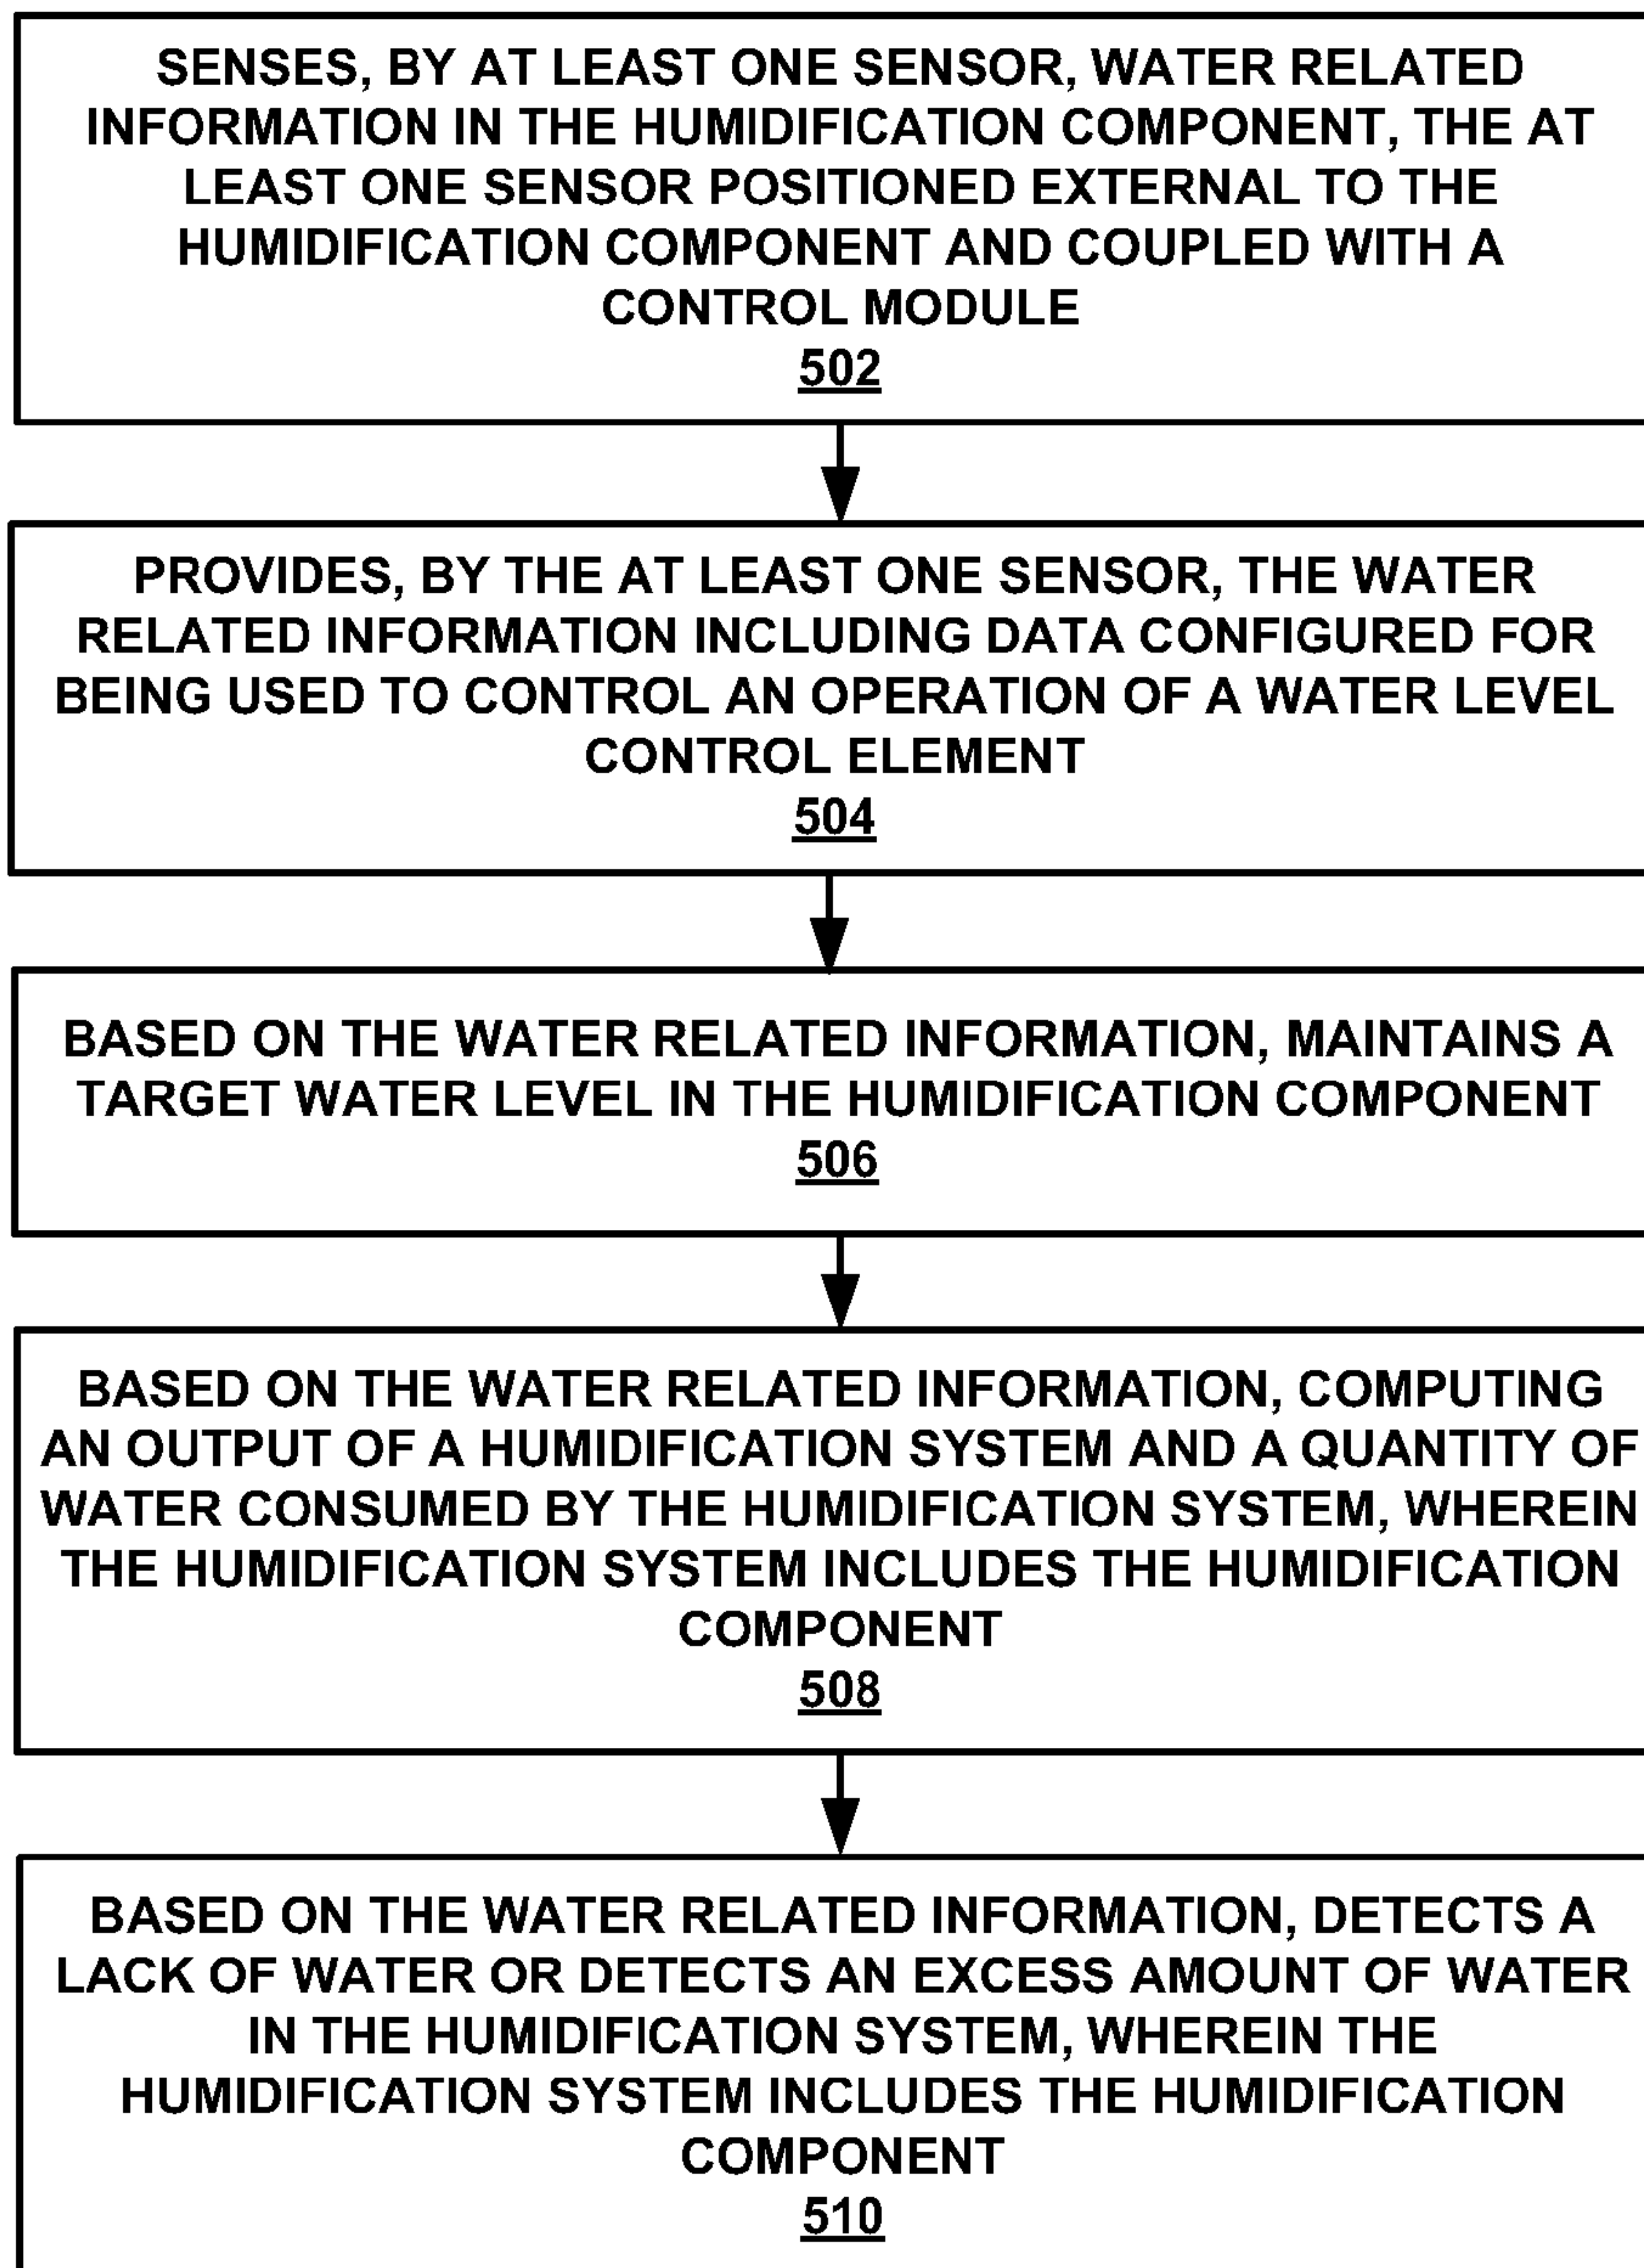 SENSES, BY AT LEAST ONE SENSOR, WATER RELATED
INFORMATION IN THE HUMIDIFICATION COMPONENT, THE AT
LEAST ONE SENSOR POSITIONED EXTERNAL TO THE
HUMIDIFICATION COMPONENT AND COUPLED WITH A
CONTROL MODULE
502
PROVIDES, BY THE AT LEAST ONE SENSOR, THE WATER
RELATED INFORMATION INCLUDING DATA CONFIGURED FOR
BEING USED TO CONTROL AN OPERATION OF A WATER LEVEL
CONTROL ELEMENT
504
BASED ON THE WATER RELATED INFORMATION, MAINTAINS A
TARGET WATER LEVEL IN THE HUMIDIFICATION COMPONENT
506
BASED ON THE WATER RELATED INFORMATION, COMPUTING
AN OUTPUT OF A HUMIDIFICATION SYSTEM AND A QUANTITY OF
WATER CONSUMED BY THE HUMIDIFICATION SYSTEM, WHEREIN
THE HUMIDIFICATION SYSTEM INCLUDES THE HUMIDIFICATION
COMPONENT
508
BASED ON THE WATER RELATED INFORMATION, DETECTS A
LACK OF WATER OR DETECTS AN EXCESS AMOUNT OF WATER
IN THE HUMIDIFICATION SYSTEM, WHEREIN THE
HUMIDIFICATION SYSTEM INCLUDES THE HUMIDIFICATION
COMPONENT
510